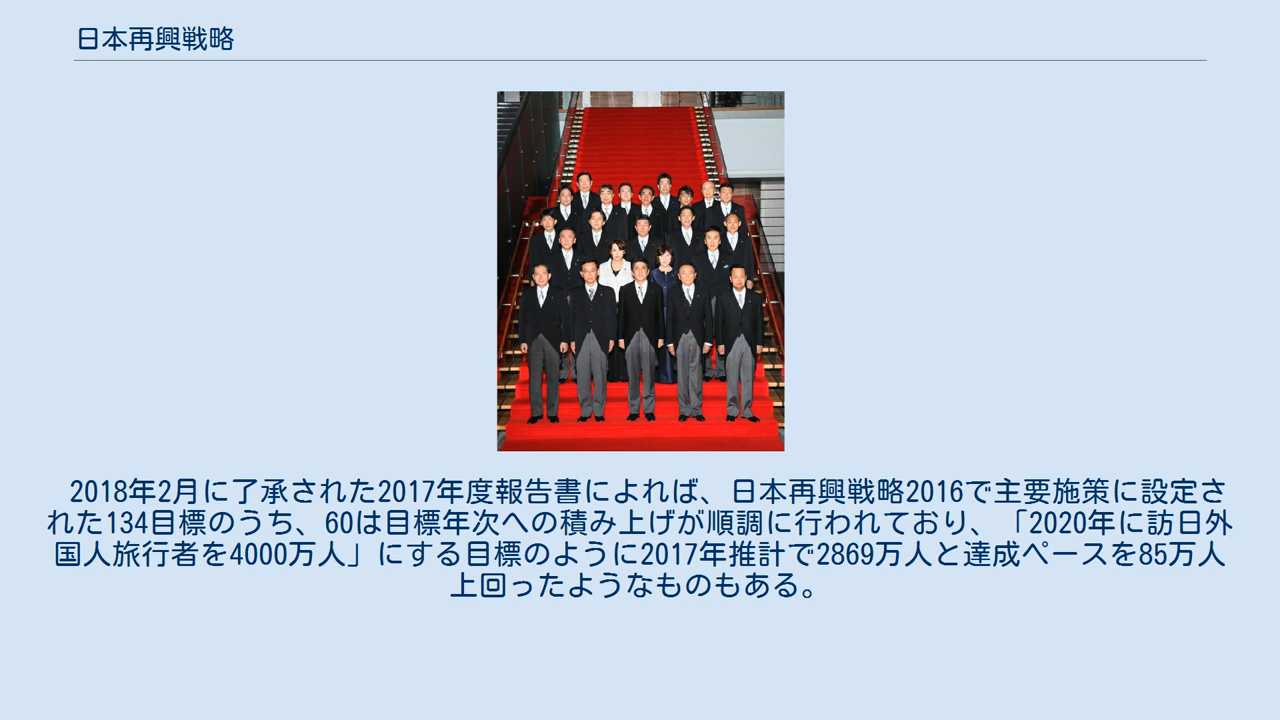 日本再興戦略
2018年2月に了承された2017年度報告書によれば、日本再興戦略2016で主要施策に設定さ
れた134目標のうち、60は目標年次への積み上げが順調に行われており、「2020年に訪日外
国人旅行者を4000万人」にする目標のように2017年推計で2869万人と達成ペースを85万人
上回ったようなものもある。